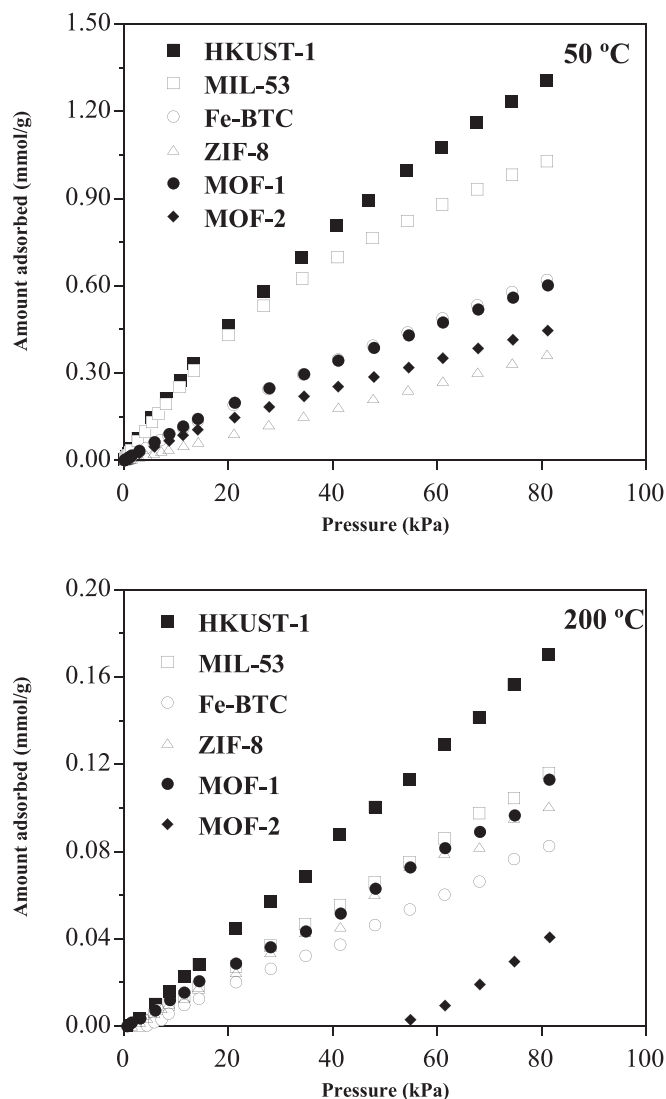 1.50
50 ºC
HKUST-1
MIL-53
Fe-BTC
ZIF-8
MOF-1
MOF-2
1.20
0.90
0.60
0.30
0.00
Amount adsorbed (mmol/g)
0
20
40
60
80
100
Pressure (kPa)
0.20
200 ºC
HKUST-1
MIL-53
Fe-BTC
ZIF-8
MOF-1
MOF-2
0.16
0.12
0.08
0.04
0.00
Amount adsorbed (mmol/g)
0
20
40
60
80
100
Pressure (kPa)